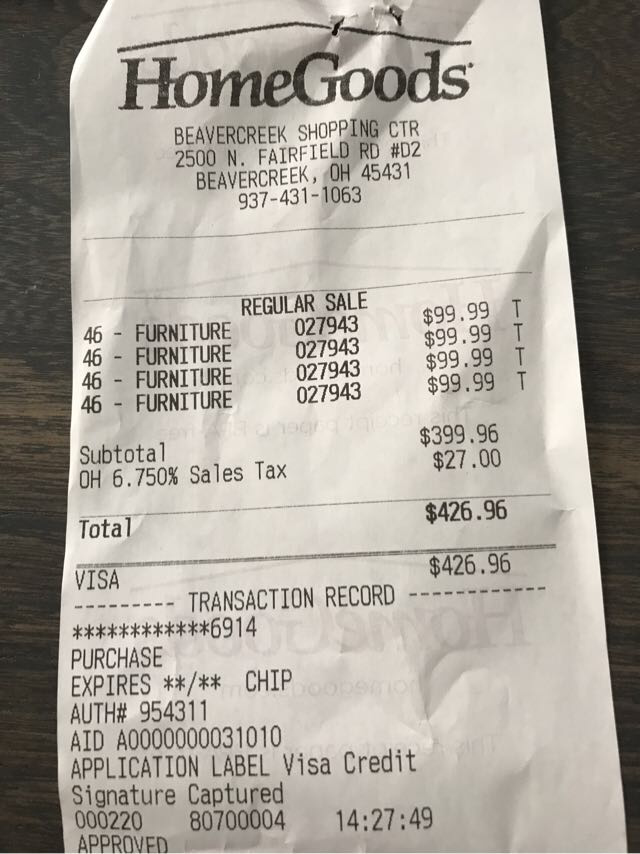 HomeGoods
BEAVERCREEK SHOPPING CTR
2500 N. FAIRFIELD RD #D2
BEAVERCREEK, OH 45431
937-431-1063
REGULAR SALE
46 - FURNITURE 027943 $99.99 T
46 - FURNITURE 027943 $99.99 T
46 - FURNITURE 027943 $99.99 T
46 - FURNITURE 027943 $99.99 T
Subtotal $399.96
OH 6.750% Sales Tax $27.00
Total $426.96
VISA $426.96
--------- TRANSACTION RECORD ------------
************6914
PURCHASE
EXPIRES **/** CHIP
AUTH# 954311
AID A0000000031010
APPLICATION LABEL Visa Credit
Signature Captured
000220 80700004 14:27:49
APPROVED